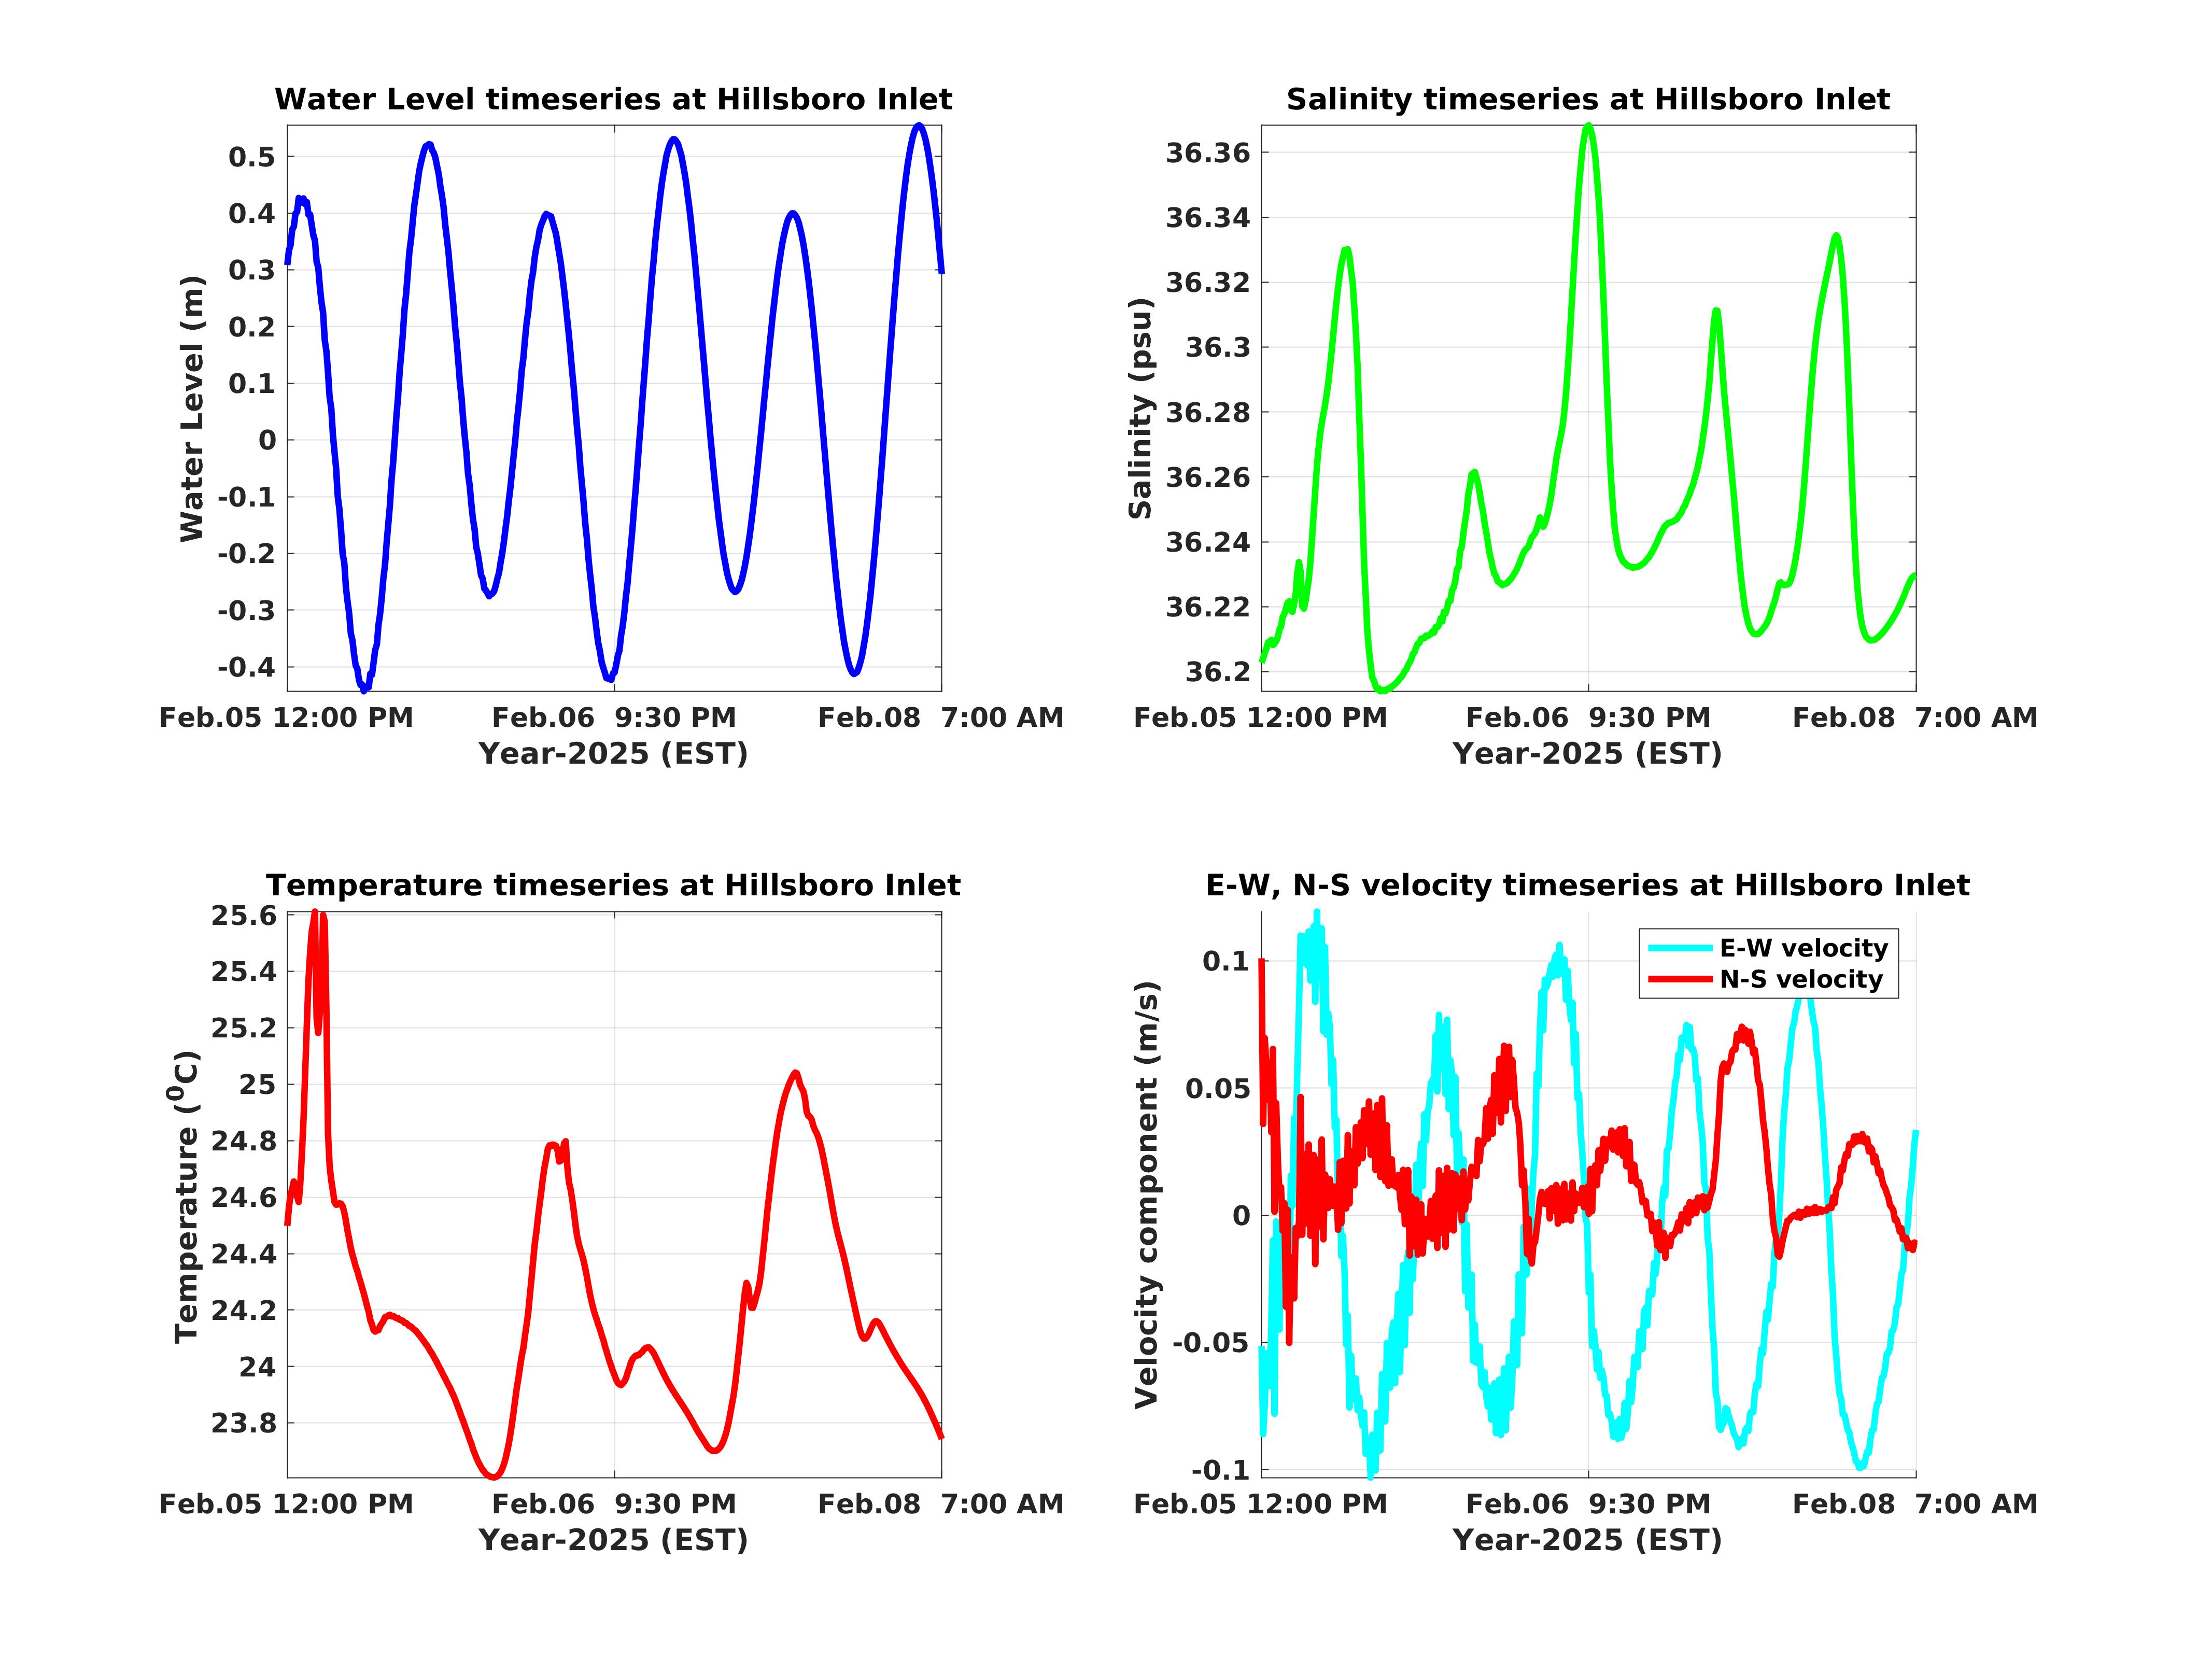 Water Level timeseries at Hillsboro Inlet
0.5
0.4
0.3
0.2
0.1
0
-0.1
-0.2
-0.3
-0.4
Water Level (m)
Feb.05 12:00 PM
Feb.06  9:30 PM
Feb.08  7:00 AM
Year-2025 (EST)
Salinity timeseries at Hillsboro Inlet
36.36
36.34
36.32
36.3
36.28
36.26
36.24
36.22
36.2
Salinity (psu)
Feb.05 12:00 PM
Feb.06  9:30 PM
Feb.08  7:00 AM
Year-2025 (EST)
Temperature timeseries at Hillsboro Inlet
25.6
25.4
25.2
25
24.8
24.6
24.4
24.2
24
23.8
Temperature (⁰C)
Feb.05 12:00 PM
Feb.06  9:30 PM
Feb.08  7:00 AM
Year-2025 (EST)
E-W, N-S velocity timeseries at Hillsboro Inlet
E-W velocity
N-S velocity
0.1
0.05
0
-0.05
-0.1
Velocity component (m/s)
Feb.05 12:00 PM
Feb.06  9:30 PM
Feb.08  7:00 AM
Year-2025 (EST)